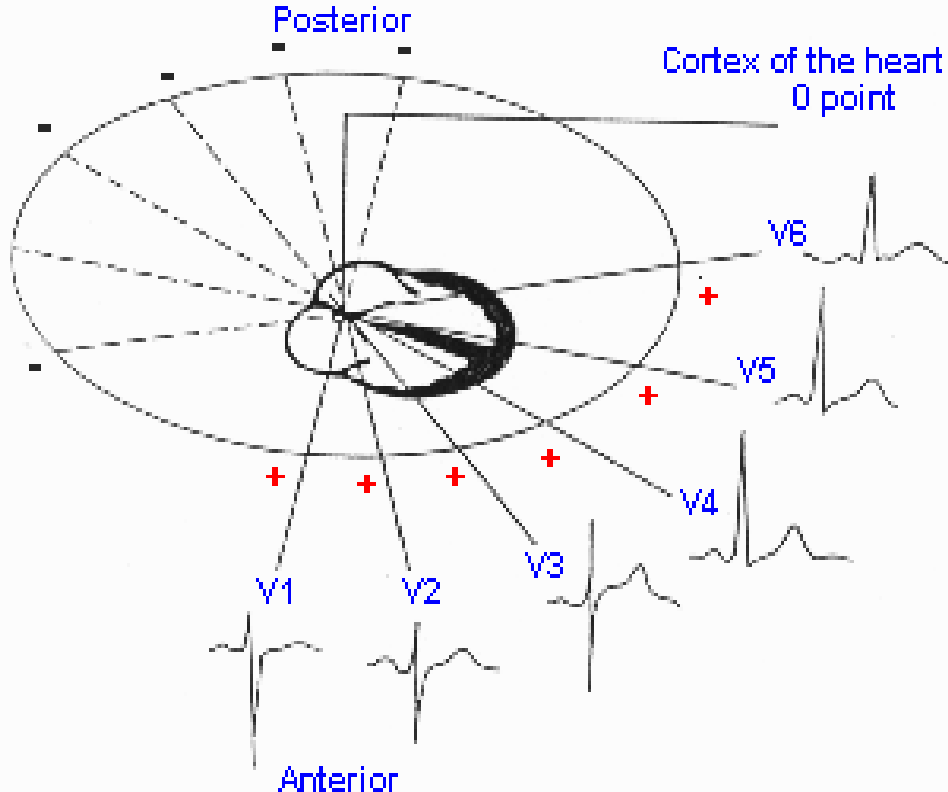 Posterior
Cortex of the heart
0 point
V6
V5
V4
V3
V1
V2
Anterior